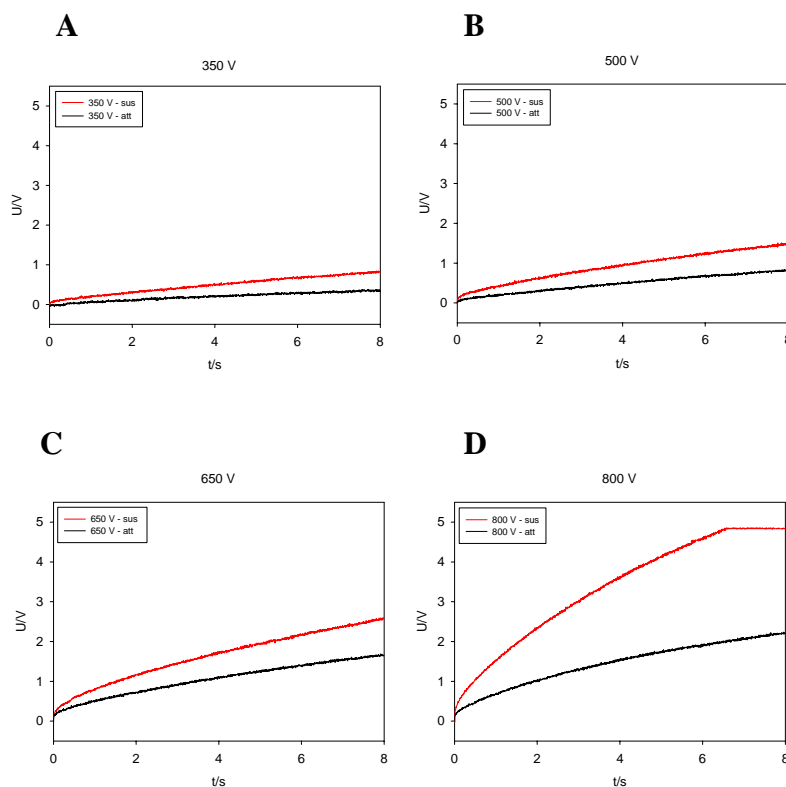 A
350 V
350 V - sus
350 V - att
U/V
5
4
3
2
1
0
0 2 4 6 8
t/s
B
500 V
500 V - sus
500 V - att
U/V
5
4
3
2
1
0
0 2 4 6 8
t/s
C
650 V
650 V - sus
650 V - att
U/V
5
4
3
2
1
0
0 2 4 6 8
t/s
D
800 V
800 V - sus
800 V - att
U/V
5
4
3
2
1
0
0 2 4 6 8
t/s